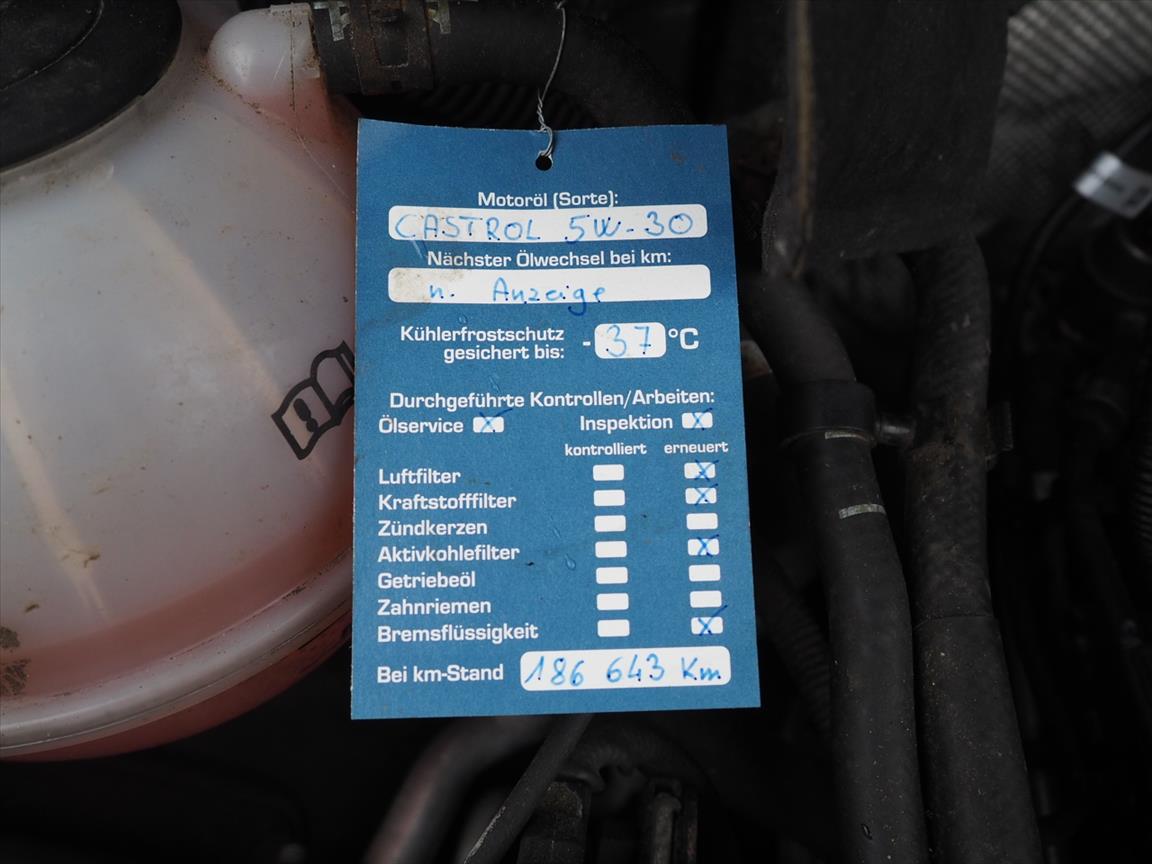 Motoröl (Sorte):
CASTROL 5W-30
Nächster Ölwechsel bei km:
n. Anzeige
Kühlerfrostschutz
gesichert bis: - 37 °C
Durchgeführte Kontrollen/Arbeiten:
Ölservice x Inspektion x
kontrolliert erneuert
Luftfilter x
Kraftstofffilter x
Zündkerzen
Aktivkohlefilter x
Getriebeöl
Zahnriemen
Bremsflüssigkeit x
Bei km-Stand 186 643 Km